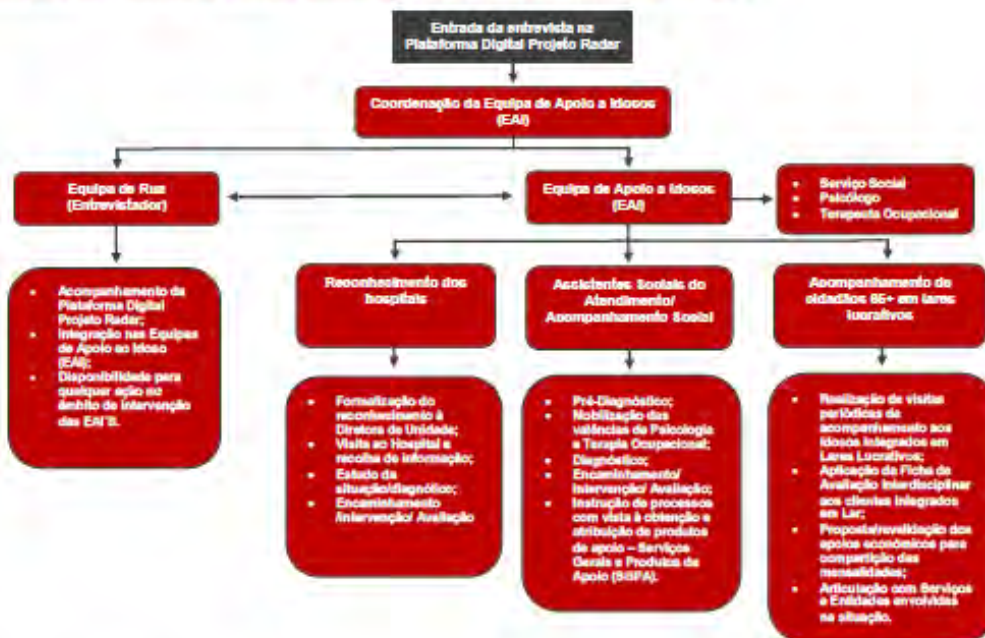 Entrada da entrevista na
Plataforma Digital Projeto Radar
Coordenação da Equipa de Apoio a Idosos
(EAI)
Equipa de Rua
(Entrevistador)
Equipa de Apoio a Idosos
(EAI)
• Serviço Social
• Psicólogo
• Terapeuta Ocupacional
• Acompanhamento da
Plataforma Digital
Projeto Radar;
• Integração nas Equipas
de Apoio ao Idoso
(EAI);
• Disponibilidade para
qualquer ação no
âmbito de intervenção
das EAI'S.
Reconhecimento dos
hospitais
Assistentes Sociais do
Atendimento/
Acompanhamento Social
Acompanhamento de
cidadãos 65+ em lares
lucrativos
• Formalização do
reconhecimento à
Diretora de Unidade;
• Visita ao Hospital e
recolha de informação;
• Estudo da
situação/diagnóstico;
• Encaminhamento
/Intervenção/ Avaliação
• Pré-Diagnóstico;
• Mobilização das
valências de Psicologia
e Terapia Ocupacional;
• Diagnóstico;
• Encaminhamento/
Intervenção/ Avaliação;
• Instrução de processos
com vista à obtenção e
atribuição de produtos
de apoio – Serviços
Gerais e Produtos de
Apoio (SGPA).
• Realização de visitas
periódicas de
acompanhamento aos
Idosos integrados em
Lares Lucrativos;
• Aplicação da Ficha de
Avaliação Interdisciplinar
aos clientes integrados
em Lar;
• Proposta/revalidação dos
apoios económicos para
comparticipação das
mensalidades;
• Articulação com Serviços
e Entidades envolvidas
na situação.